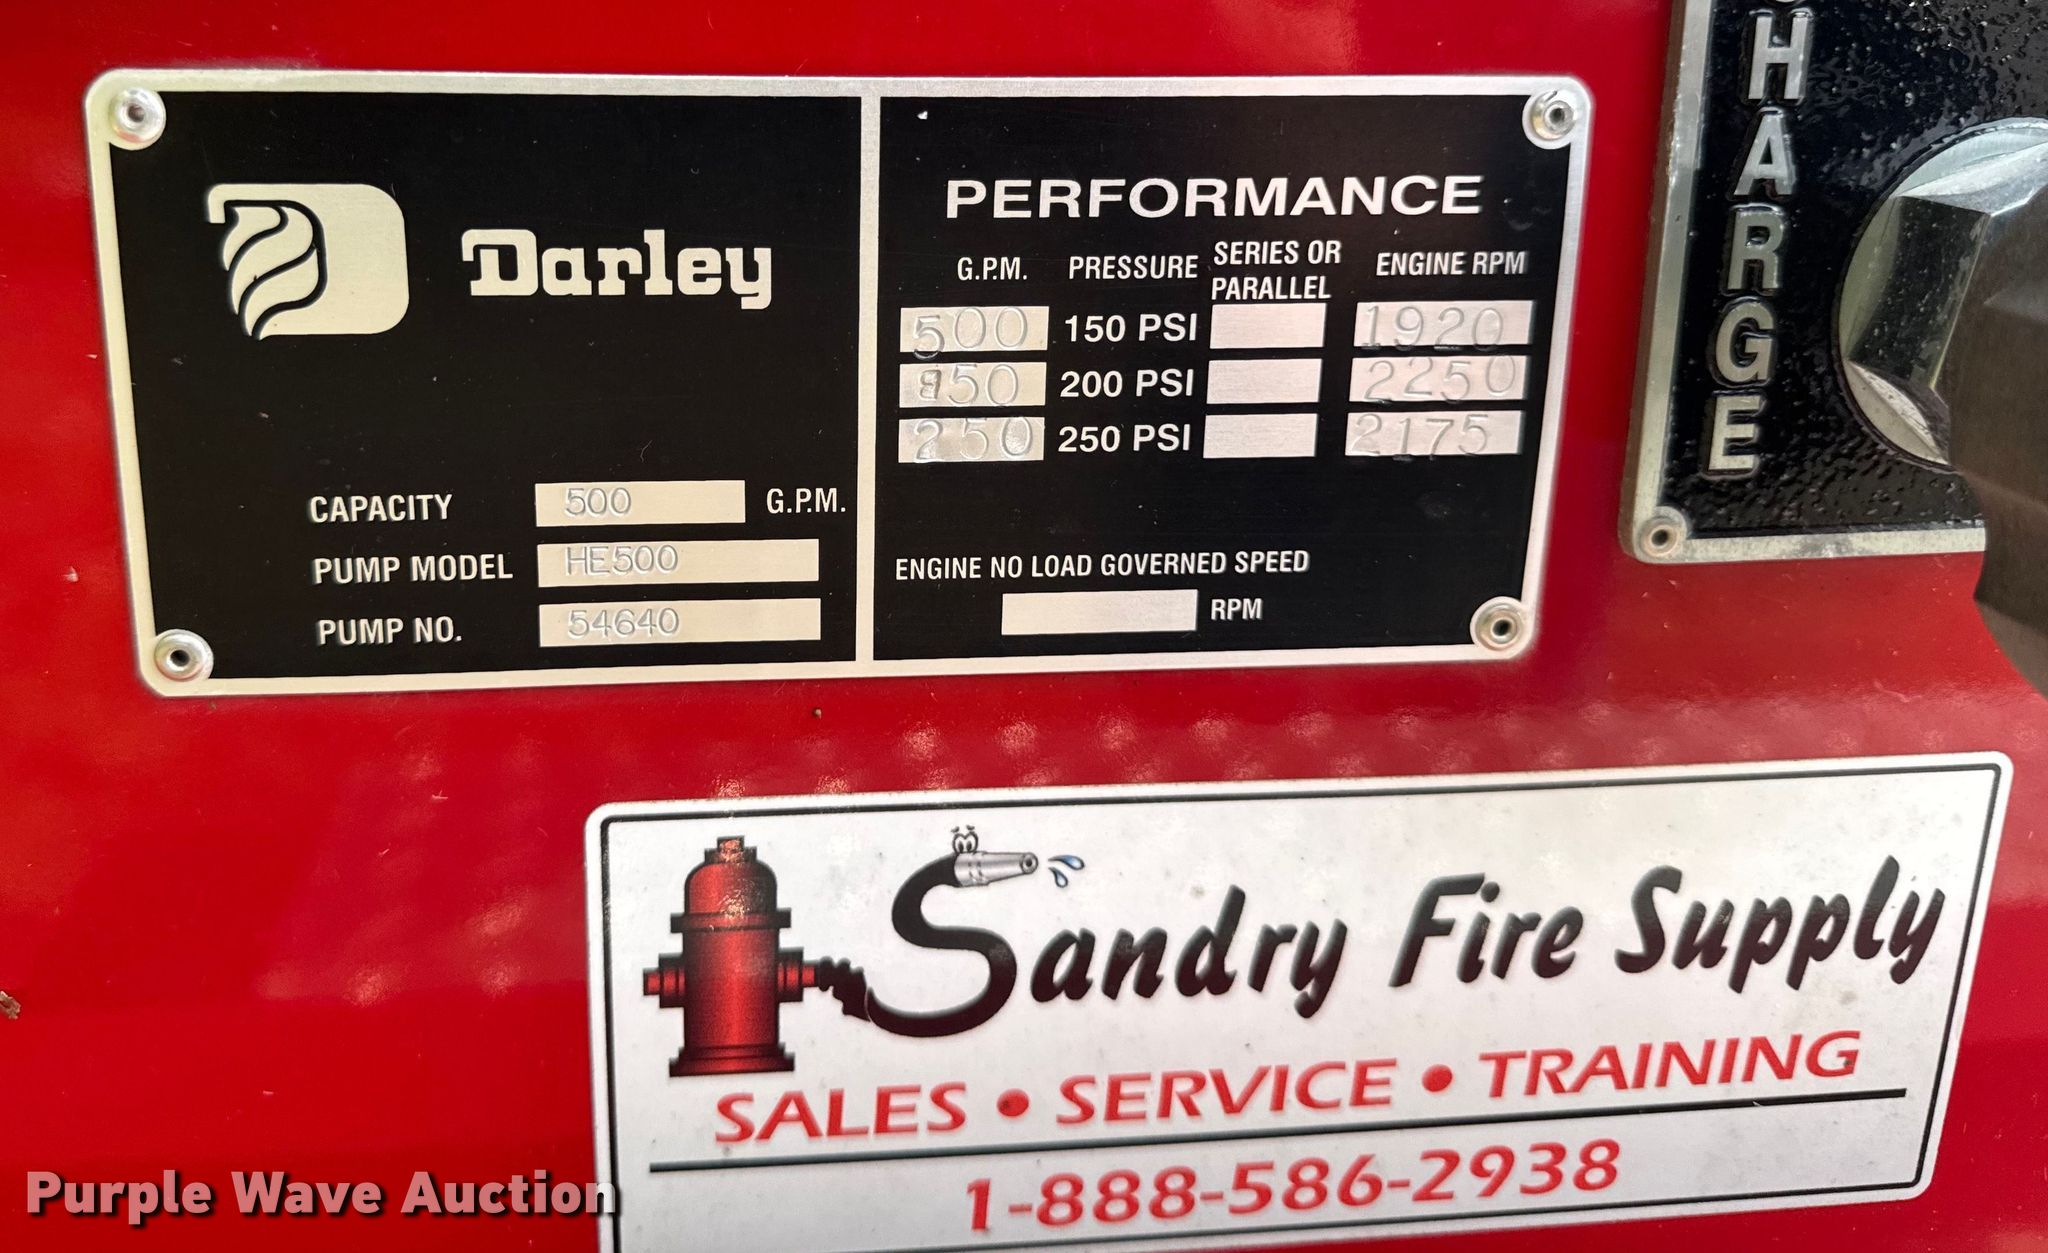 Darley
CAPACITY 500 G.P.M.
PUMP MODEL HE500
PUMP NO. 54640
PERFORMANCE
G.P.M. PRESSURE SERIES OR PARALLEL ENGINE RPM
500 150 PSI 1920
200 PSI 2250
250 250 PSI 2175
ENGINE NO LOAD GOVERNED SPEED
RPM
HARGE
Sandry Fire Supply
SALES • SERVICE • TRAINING
1-888-586-2938
Purple Wave Auction